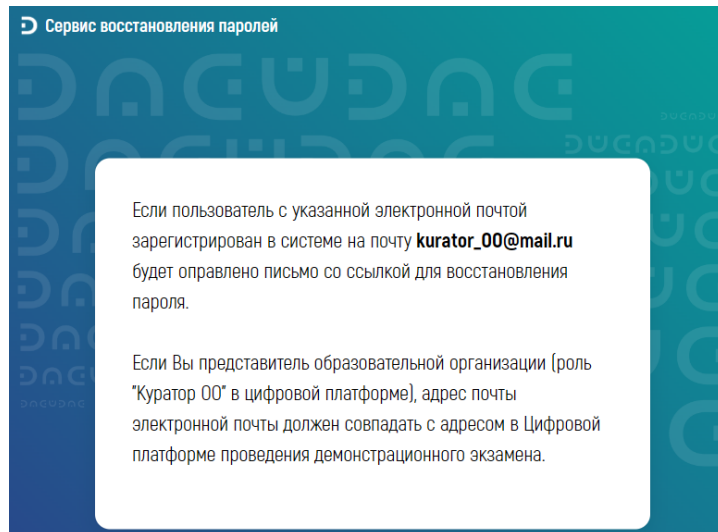 Сервис восстановления паролей
Если пользователь с указанной электронной почтой
зарегистрирован в системе на почту kurator_OO@mail.ru
будет оправлено письмо со ссылкой для восстановления
пароля.
Если Вы представитель образовательной организации (роль
"Куратор ОО" в цифровой платформе), адрес почты
электронной почты должен совпадать с адресом в Цифровой
платформе проведения демонстрационного экзамена.